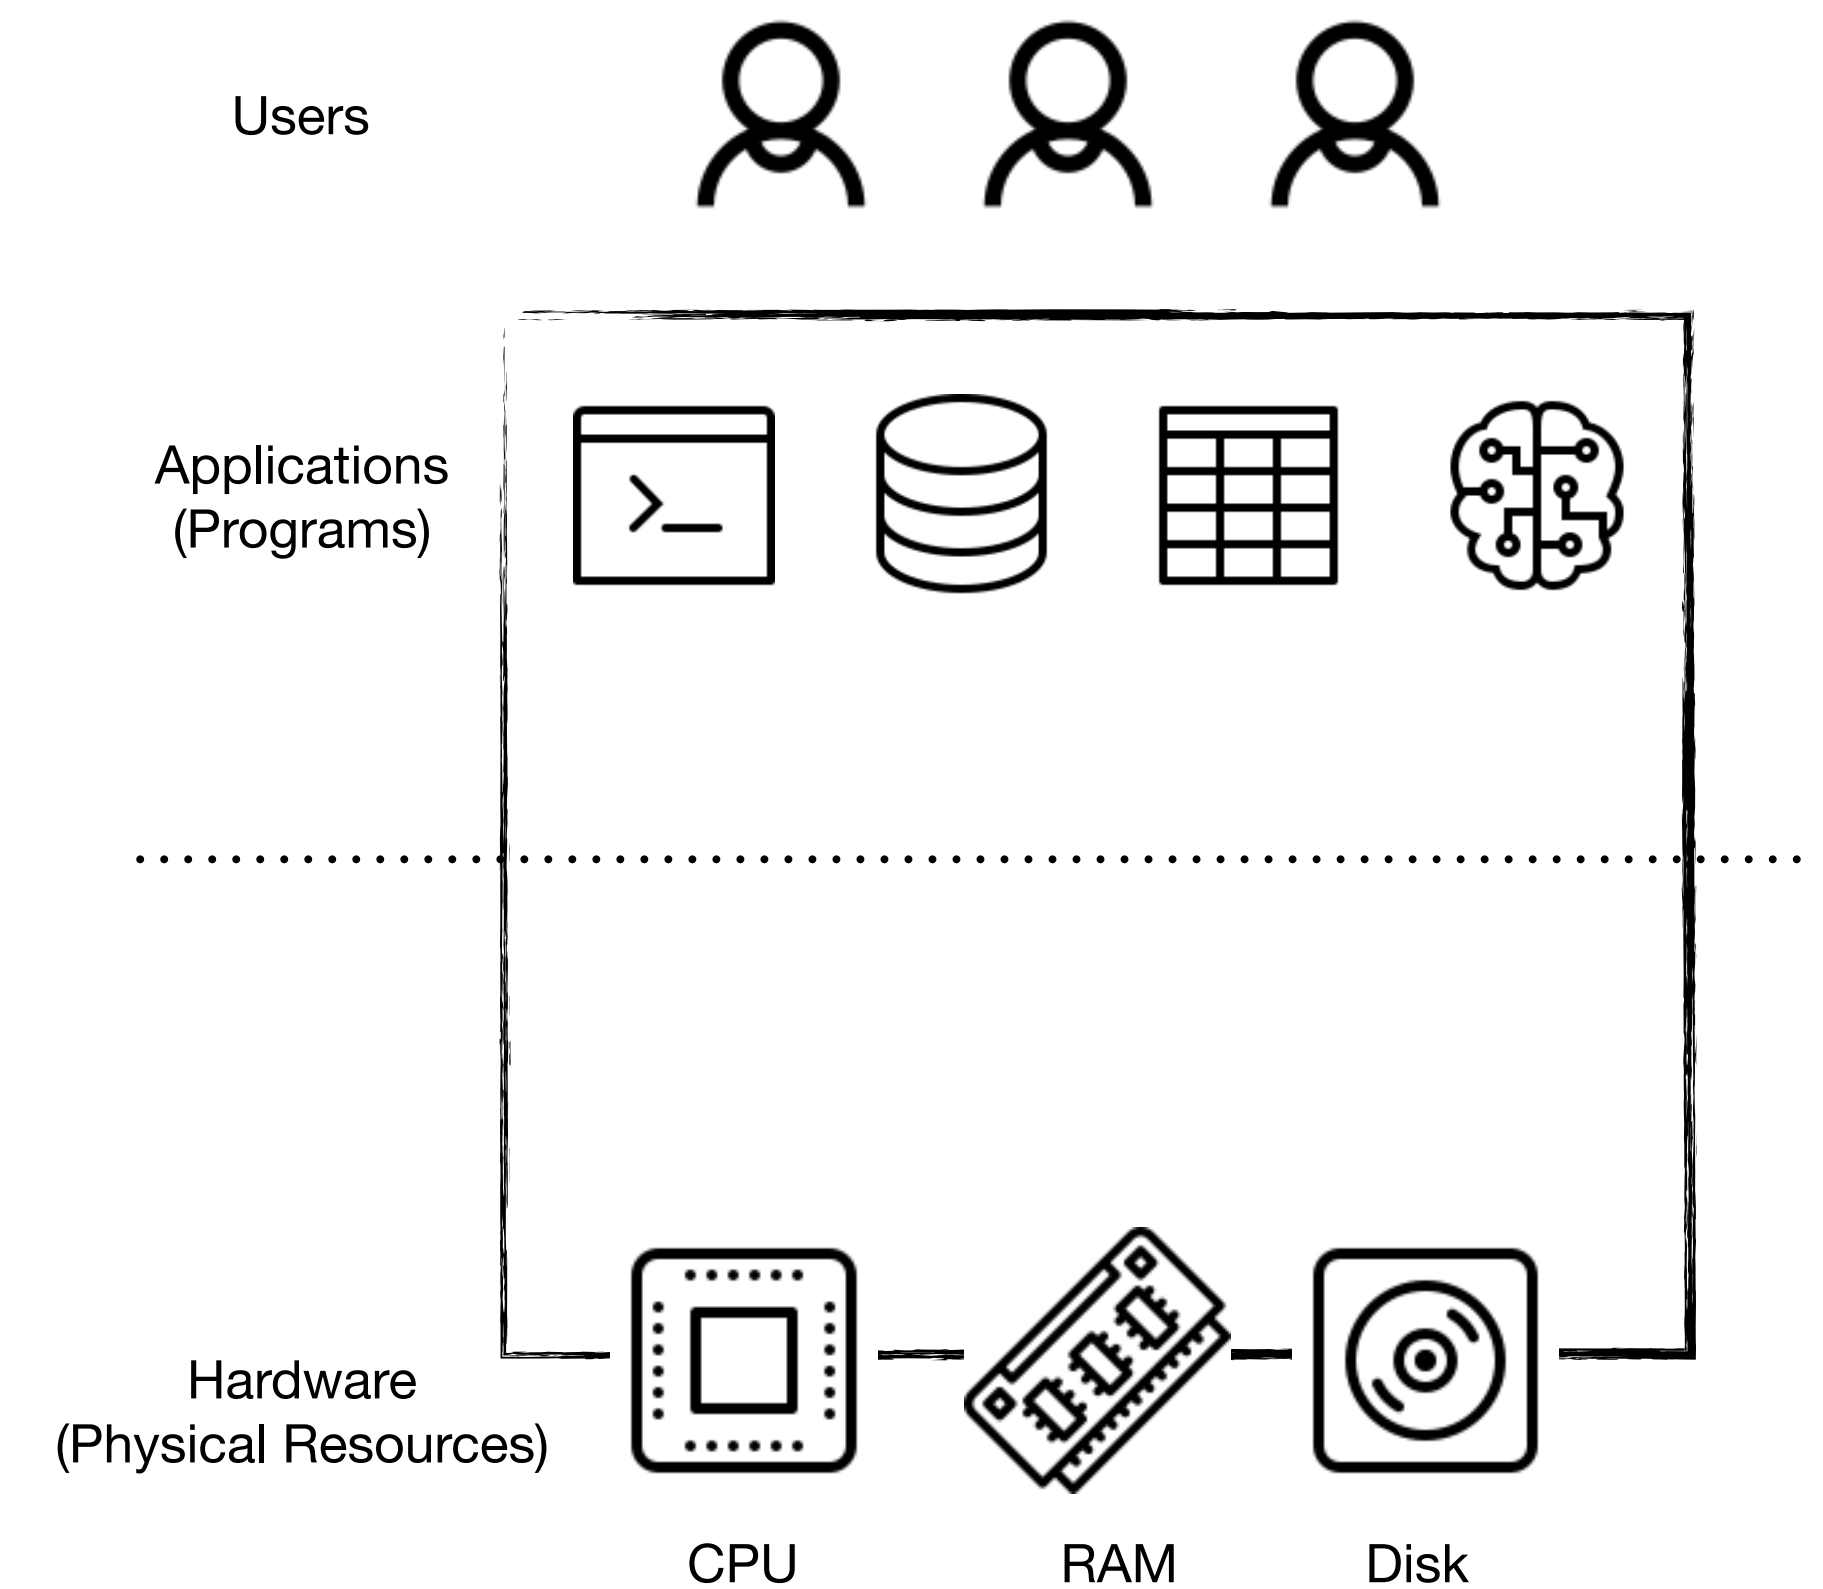 Users
Applications
(Programs)
Hardware
(Physical Resources)
CPU
RAM
Disk